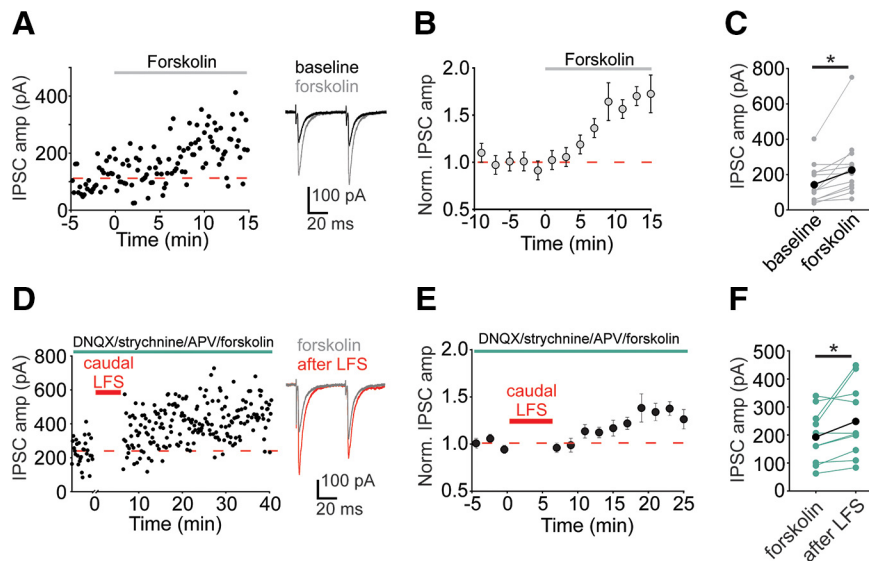 A
Forskolin
IPSC amp (pA)
400
200
0
-5 0 5 10 15
Time (min)
baseline
forskolin
100 pA
20 ms
B
Forskolin
Norm. IPSC amp
2.0
1.5
1.0
0.5
-10 -5 0 5 10 15
Time (min)
C
*
IPSC amp (pA)
800
600
400
200
0
baseline
forskolin
D
DNQX/strychnine/APV/forskolin
caudal
LFS
IPSC amp (pA)
800
600
400
200
0
0 10 20 30 40
Time (min)
forskolin
after LFS
100 pA
20 ms
E
DNQX/strychnine/APV/forskolin
caudal
LFS
Norm. IPSC amp
2.0
1.5
1.0
0.5
-5 0 5 10 15 20 25
Time (min)
F
*
IPSC amp (pA)
500
400
300
200
100
0
forskolin
after LFS